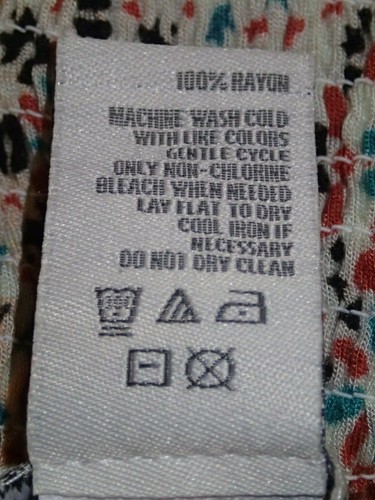 100% RAYON
MACHINE WASH COLD
WITH LIKE COLORS
GENTLE CYCLE
ONLY NON-CHLORINE
BLEACH WHEN NEEDED
LAY FLAT TO DRY
COOL IRON IF
NECESSARY
DO NOT DRY CLEAN